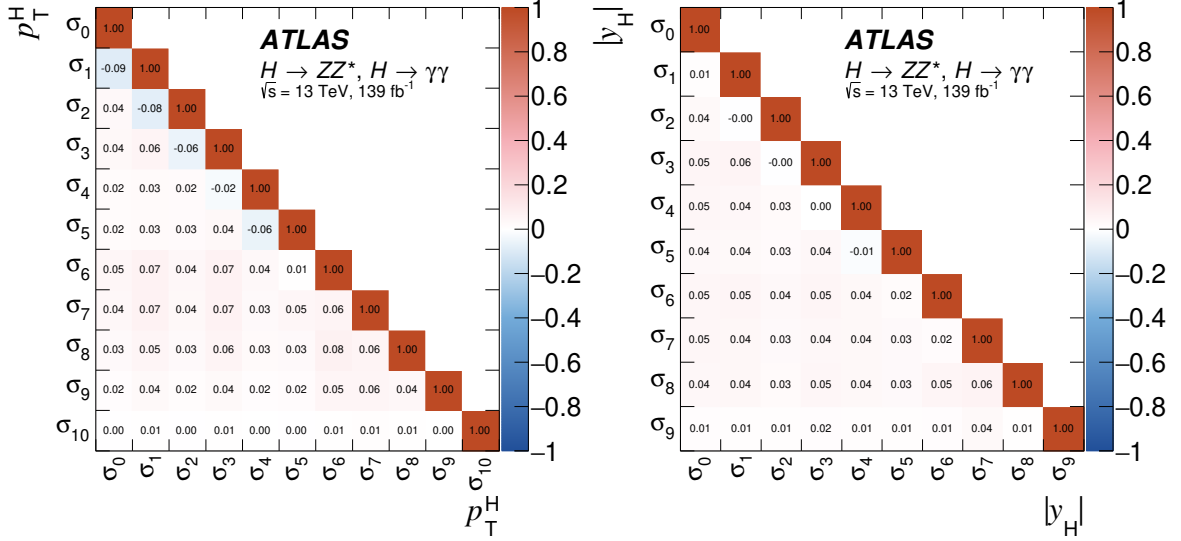 p_T^H
σ0 1.00
σ1 -0.09 1.00
σ2 0.04 -0.08 1.00
σ3 0.04 0.06 -0.06 1.00
σ4 0.02 0.03 0.02 -0.02 1.00
σ5 0.02 0.03 0.03 0.04 -0.06 1.00
σ6 0.05 0.07 0.04 0.07 0.04 0.01 1.00
σ7 0.04 0.07 0.04 0.07 0.03 0.05 0.06 1.00
σ8 0.03 0.05 0.03 0.06 0.03 0.03 0.08 0.06 1.00
σ9 0.02 0.04 0.02 0.04 0.02 0.02 0.05 0.06 0.04 1.00
σ10 0.00 0.01 0.00 0.01 0.00 0.00 0.01 0.01 0.01 0.00 1.00
σ0 σ1 σ2 σ3 σ4 σ5 σ6 σ7 σ8 σ9 σ10
p_T^H
ATLAS
H → ZZ*, H → γγ
√s = 13 TeV, 139 fb-1
1
0.8
0.6
0.4
0.2
0
−0.2
−0.4
−0.6
−0.8
−1
|y_H|
σ0 1.00
σ1 0.01 1.00
σ2 0.04 -0.00 1.00
σ3 0.05 0.06 -0.00 1.00
σ4 0.05 0.04 0.03 0.00 1.00
σ5 0.04 0.04 0.03 0.04 -0.01 1.00
σ6 0.05 0.05 0.04 0.05 0.04 0.02 1.00
σ7 0.05 0.04 0.04 0.04 0.04 0.03 0.02 1.00
σ8 0.04 0.04 0.03 0.05 0.04 0.03 0.05 0.06 1.00
σ9 0.01 0.01 0.01 0.02 0.01 0.01 0.01 0.04 0.01 1.00
σ0 σ1 σ2 σ3 σ4 σ5 σ6 σ7 σ8 σ9
|y_H|
ATLAS
H → ZZ*, H → γγ
√s = 13 TeV, 139 fb-1
1
0.8
0.6
0.4
0.2
0
−0.2
−0.4
−0.6
−0.8
−1